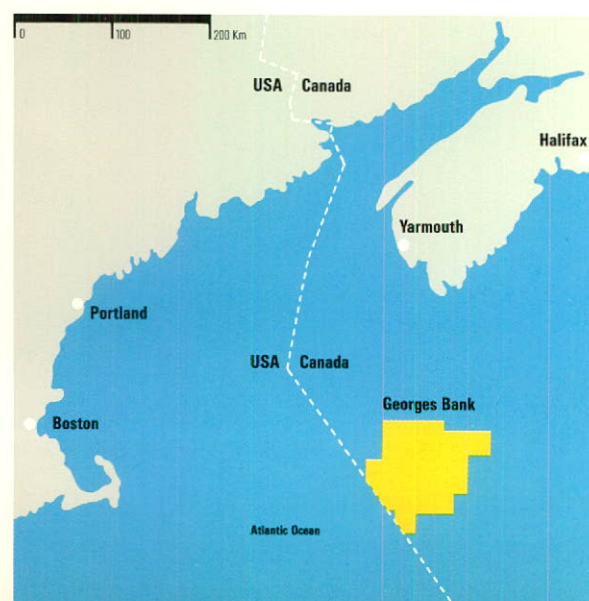 0 100 200 Km
USA Canada
Halifax
Yarmouth
Portland
USA Canada
Georges Bank
Boston
Atlantic Ocean